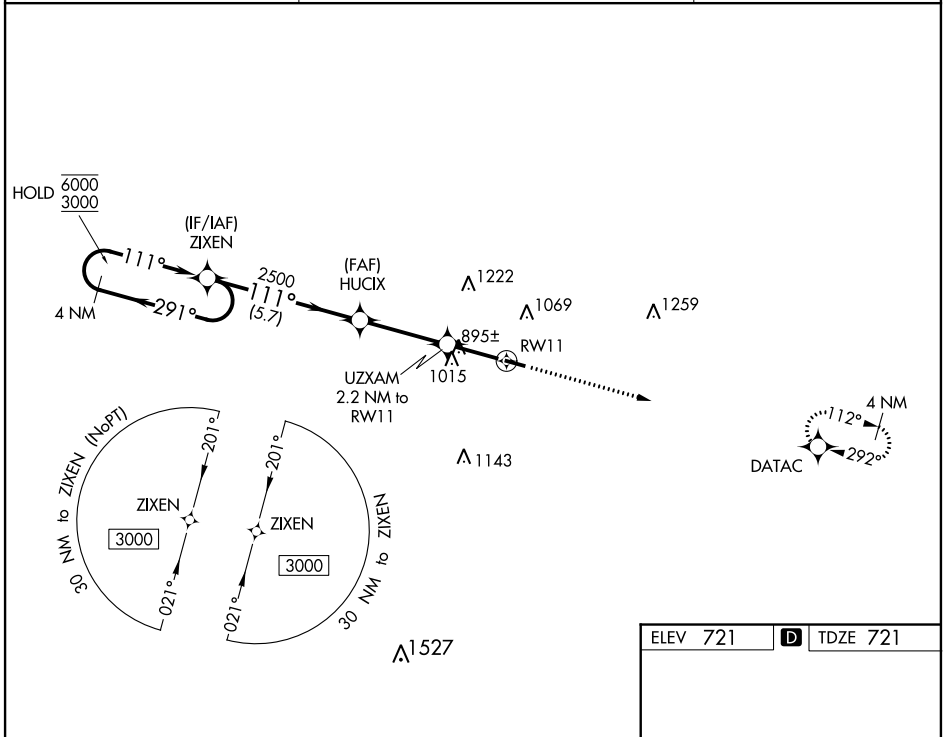 HOLD 6000
3000
(IF/IAF)
ZIXEN
111°
291°
4 NM
2500
111°
(5.7)
(FAF)
HUCIX
1222
1069
1259
895±
RW11
1015
UZXAM
2.2 NM to
RW11
1143
4 NM
112°
292°
DATAC
30 NM to ZIXEN (NoPT)
201°
ZIXEN
3000
021°
201°
ZIXEN
3000
021°
30 NM to ZIXEN
1527
ELEV 721 D TDZE 721